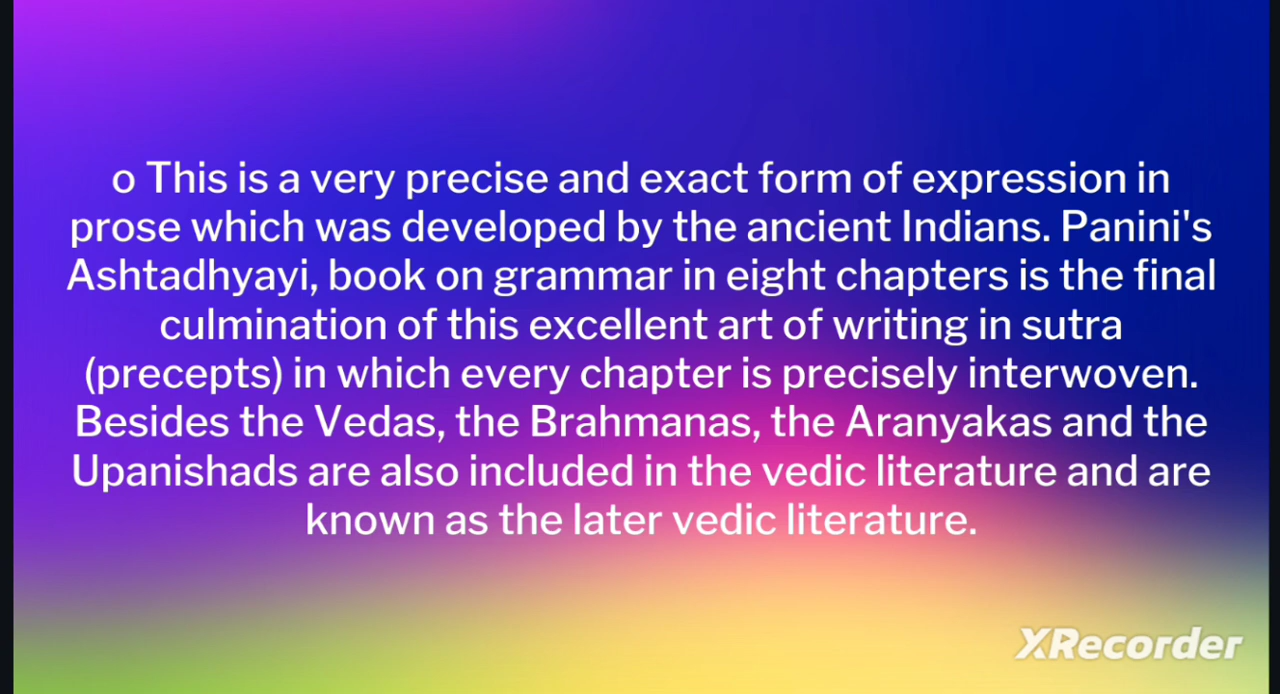 o This is a very precise and exact form of expression in
prose which was developed by the ancient Indians. Panini's
Ashtadhyayi, book on grammar in eight chapters is the final
culmination of this excellent art of writing in sutra
(precepts) in which every chapter is precisely interwoven.
Besides the Vedas, the Brahmanas, the Aranyakas and the
Upanishads are also included in the vedic literature and are
known as the later vedic literature.
XRecorder